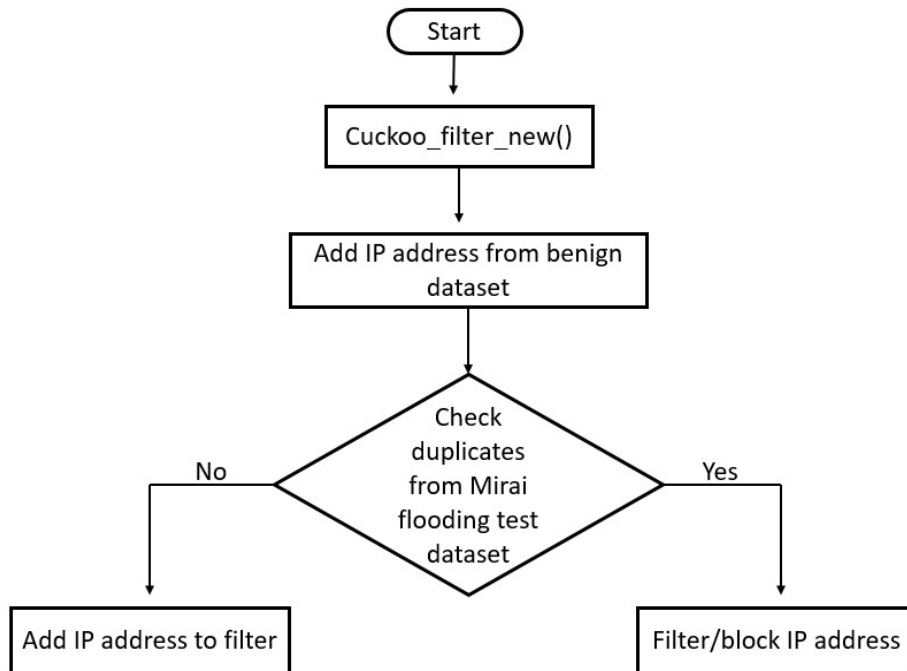 Start
Cuckoo_filter_new()
Add IP address from benign
dataset
Check
duplicates
from Mirai
flooding test
dataset
No
Yes
Add IP address to filter
Filter/block IP address